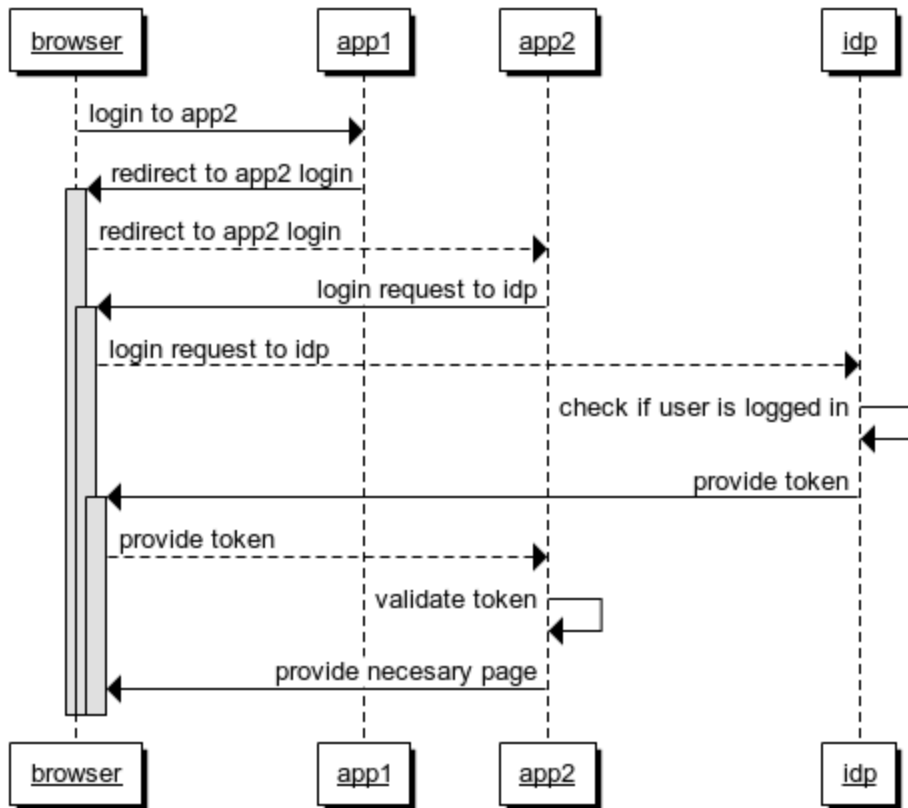 browser app1 app2 idp
login to app2
redirect to app2 login
redirect to app2 login
login request to idp
login request to idp
check if user is logged in
provide token
provide token
validate token
provide necesary page
browser app1 app2 idp